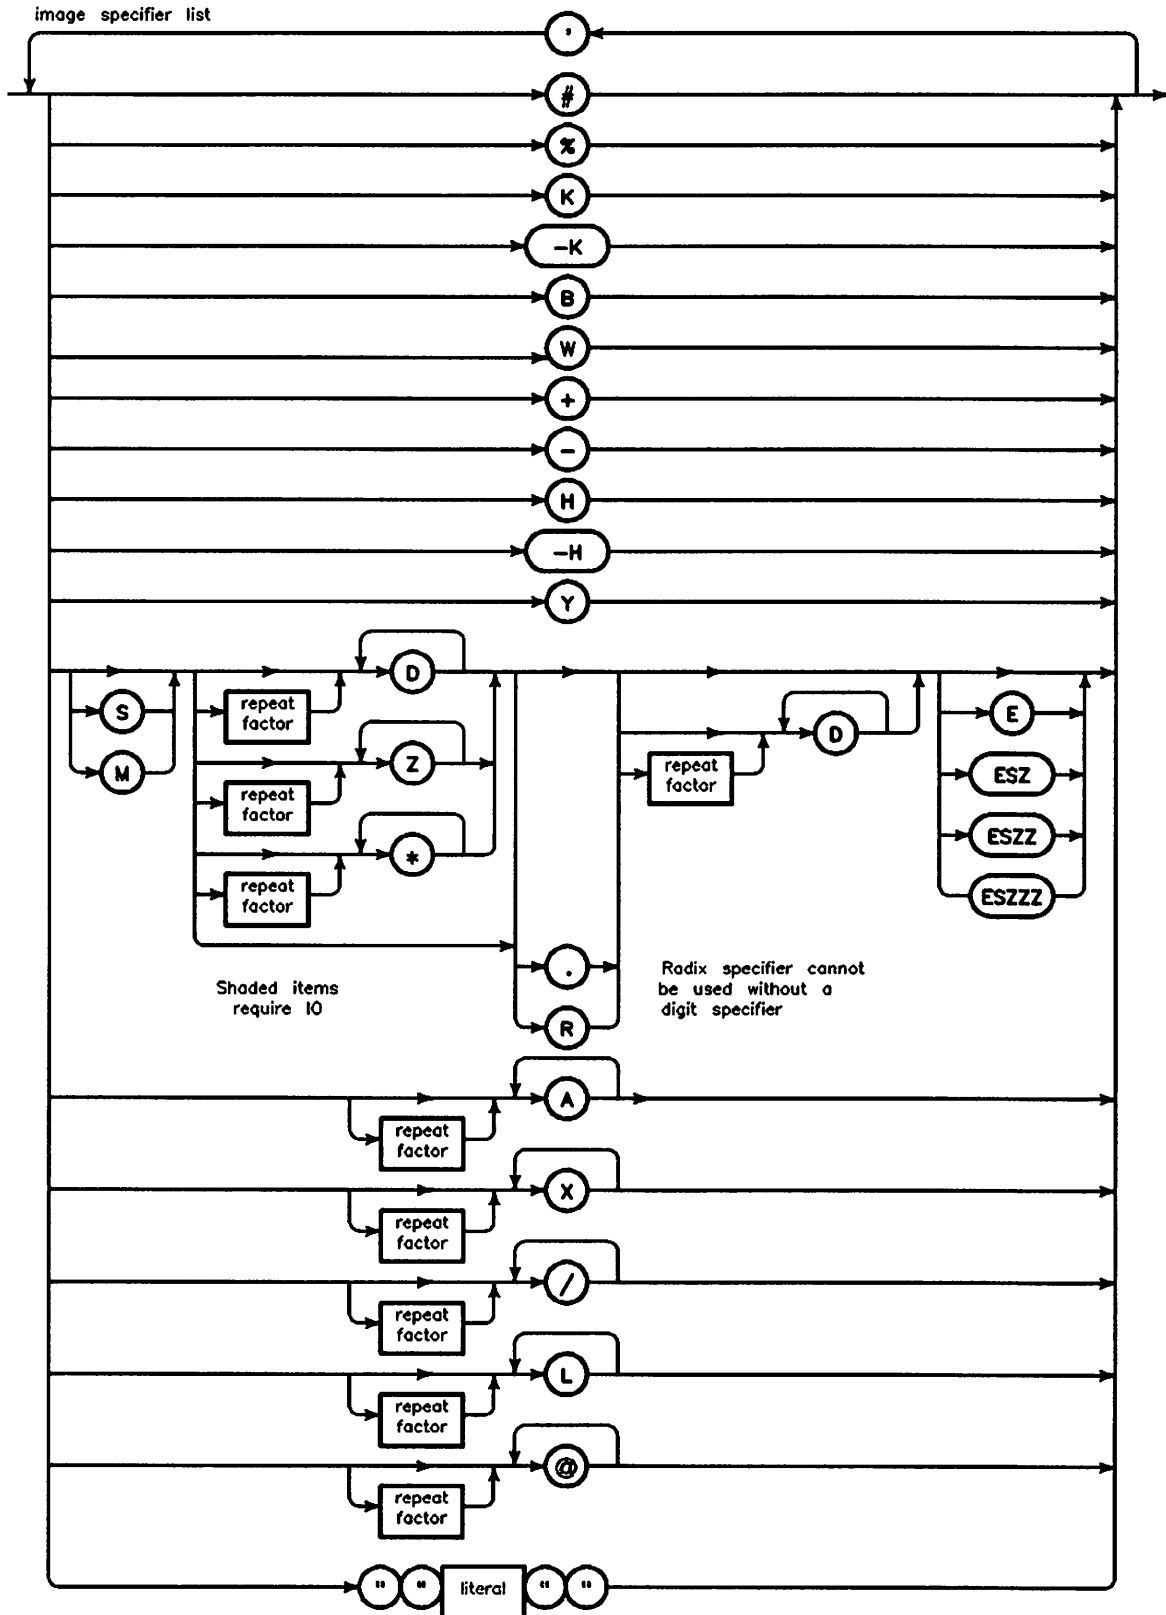 image specifier list
,
#
%
K
-K
B
W
+
-
H
-H
Y
D
S
repeat
factor
E
M
Z
D
repeat
factor
ESZ
repeat
factor
ESZZ
*
repeat
factor
ESZZZ
.
Shaded items
require IO
Radix specifier cannot
be used without a
digit specifier
R
A
repeat
factor
X
repeat
factor
/
repeat
factor
L
repeat
factor
@
repeat
factor
" " literal " "